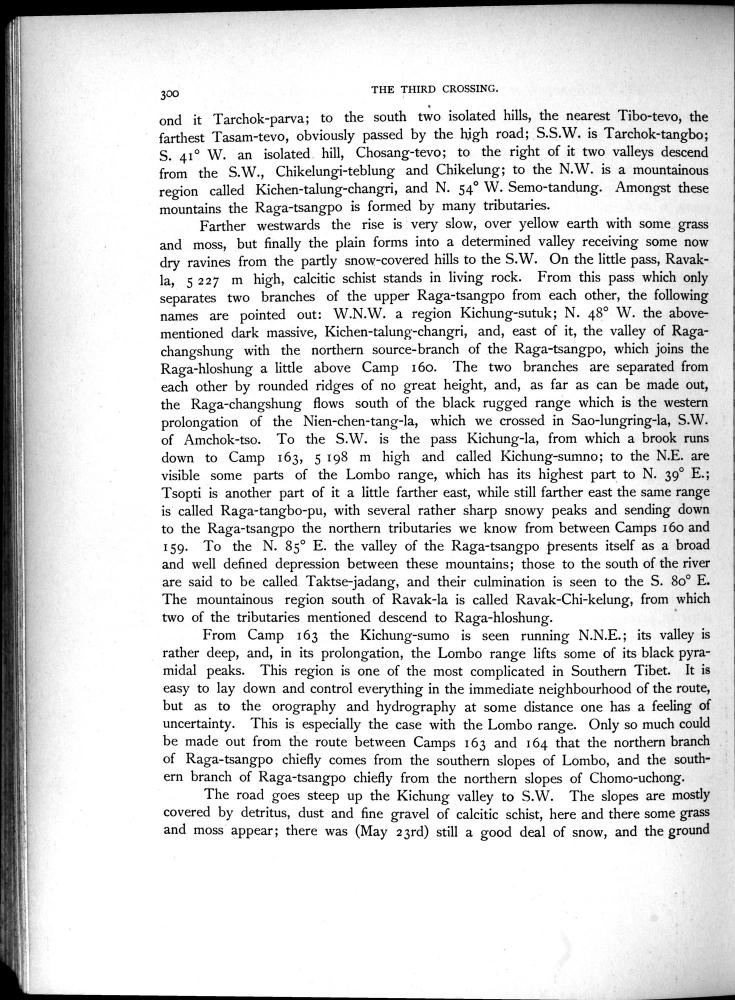 300
THE THIRD CROSSING.
ond it Tarchok-parva; to the south two isolated hills, the nearest Tibo-tevo, the
farthest Tasam-tevo, obviously passed by the high road; S.S.W. is Tarchok-tangbo;
S. 41° W. an isolated hill, Chosang-tevo; to the right of it two valleys descend
from the S.W., Chikelungi-teblung and Chikelung; to the N.W. is a mountainous
region called Kichen-talung-changri, and N. 54° W. Semo-tandung. Amongst these
mountains the Raga-tsangpo is formed by many tributaries.
Farther westwards the rise is very slow, over yellow earth with some grass
and moss, but finally the plain forms into a determined valley receiving some now
dry ravines from the partly snow-covered hills to the S.W. On the little pass, Ravak-
la, 5 227 m high, calcitic schist stands in living rock. From this pass which only
separates two branches of the upper Raga-tsangpo from each other, the following
names are pointed out: W.N.W. a region Kichung-sutuk; N. 48° W. the above-
mentioned dark massive, Kichen-talung-changri, and, east of it, the valley of Raga-
changshung with the northern source-branch of the Raga-tsangpo, which joins the
Raga-hloshung a little above Camp 160. The two branches are separated from
each other by rounded ridges of no great height, and, as far as can be made out,
the Raga-changshung flows south of the black rugged range which is the western
prolongation of the Nien-chen-tang-la, which we crossed in Sao-lungring-la, S.W.
of Amchok-tso. To the S.W. is the pass Kichung-la, from which a brook runs
down to Camp 163, 5 198 m high and called Kichung-sumno; to the N.E. are
visible some parts of the Lombo range, which has its highest part to N. 39° E.;
Tsopti is another part of it a little farther east, while still farther east the same range
is called Raga-tangbo-pu, with several rather sharp snowy peaks and sending down
to the Raga-tsangpo the northern tributaries we know from between Camps 160 and
159. To the N. 85° E. the valley of the Raga-tsangpo presents itself as a broad
and well defined depression between these mountains; those to the south of the river
are said to be called Taktse-jadang, and their culmination is seen to the S. 80° E.
The mountainous region south of Ravak-la is called Ravak-Chi-kelung, from which
two of the tributaries mentioned descend to Raga-hloshung.
From Camp 163 the Kichung-sumo is seen running N.N.E.; its valley is
rather deep, and, in its prolongation, the Lombo range lifts some of its black pyra-
midal peaks. This region is one of the most complicated in Southern Tibet. It is
easy to lay down and control everything in the immediate neighbourhood of the route,
but as to the orography and hydrography at some distance one has a feeling of
uncertainty. This is especially the case with the Lombo range. Only so much could
be made out from the route between Camps 163 and 164 that the northern branch
of Raga-tsangpo chiefly comes from the southern slopes of Lombo, and the south-
ern branch of Raga-tsangpo chiefly from the northern slopes of Chomo-uchong.
The road goes steep up the Kichung valley to S.W. The slopes are mostly
covered by detritus, dust and fine gravel of calcitic schist, here and there some grass
and moss appear; there was (May 23rd) still a good deal of snow, and the ground